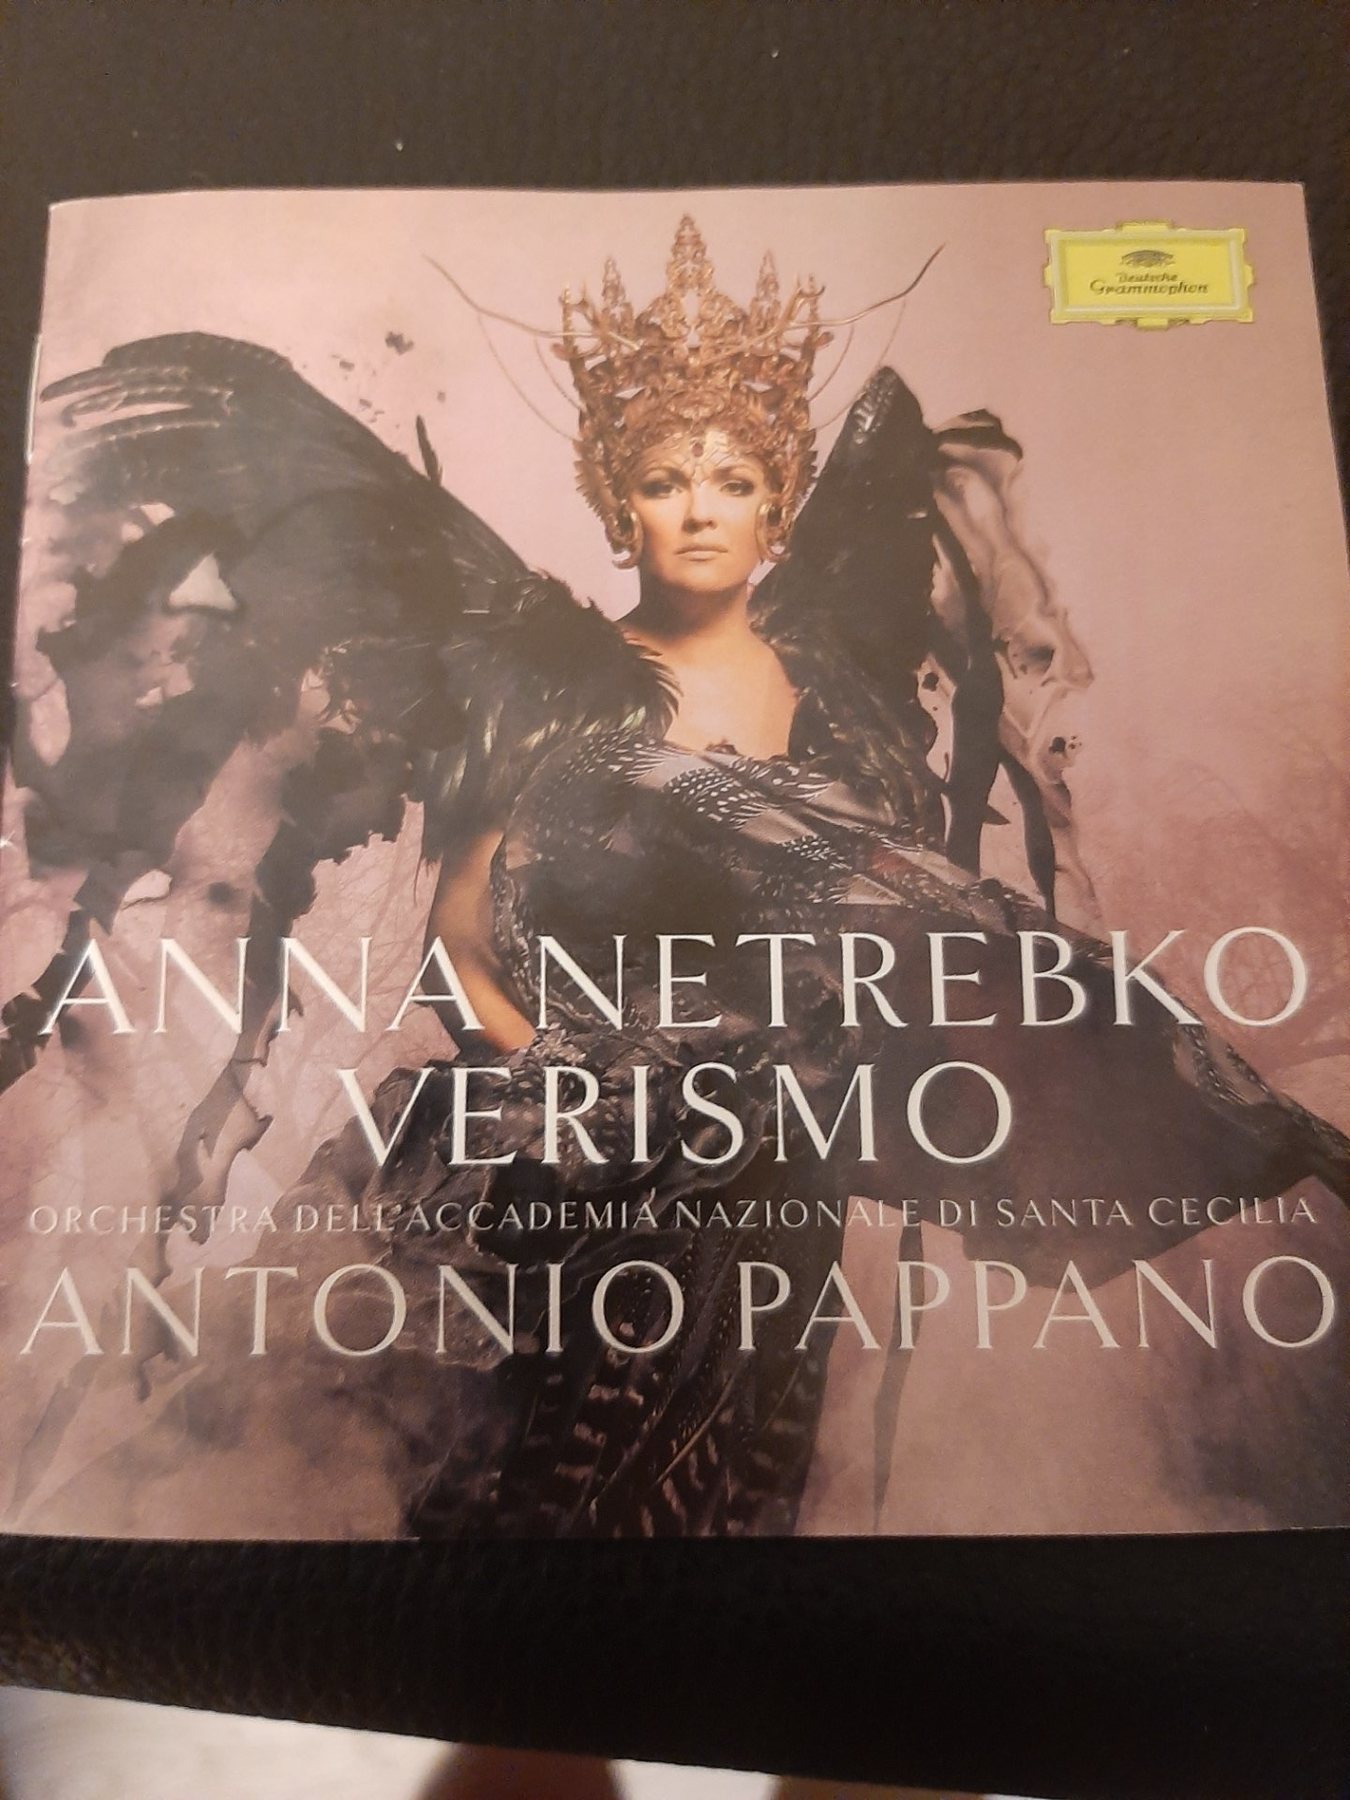 Deutsche
Grammophon
ANNA NETREBKO
VERISMO
ORCHESTRA DELL'ACCADEMIA NAZIONALE DI SANTA CECILIA
ANTONIO PAPPANO